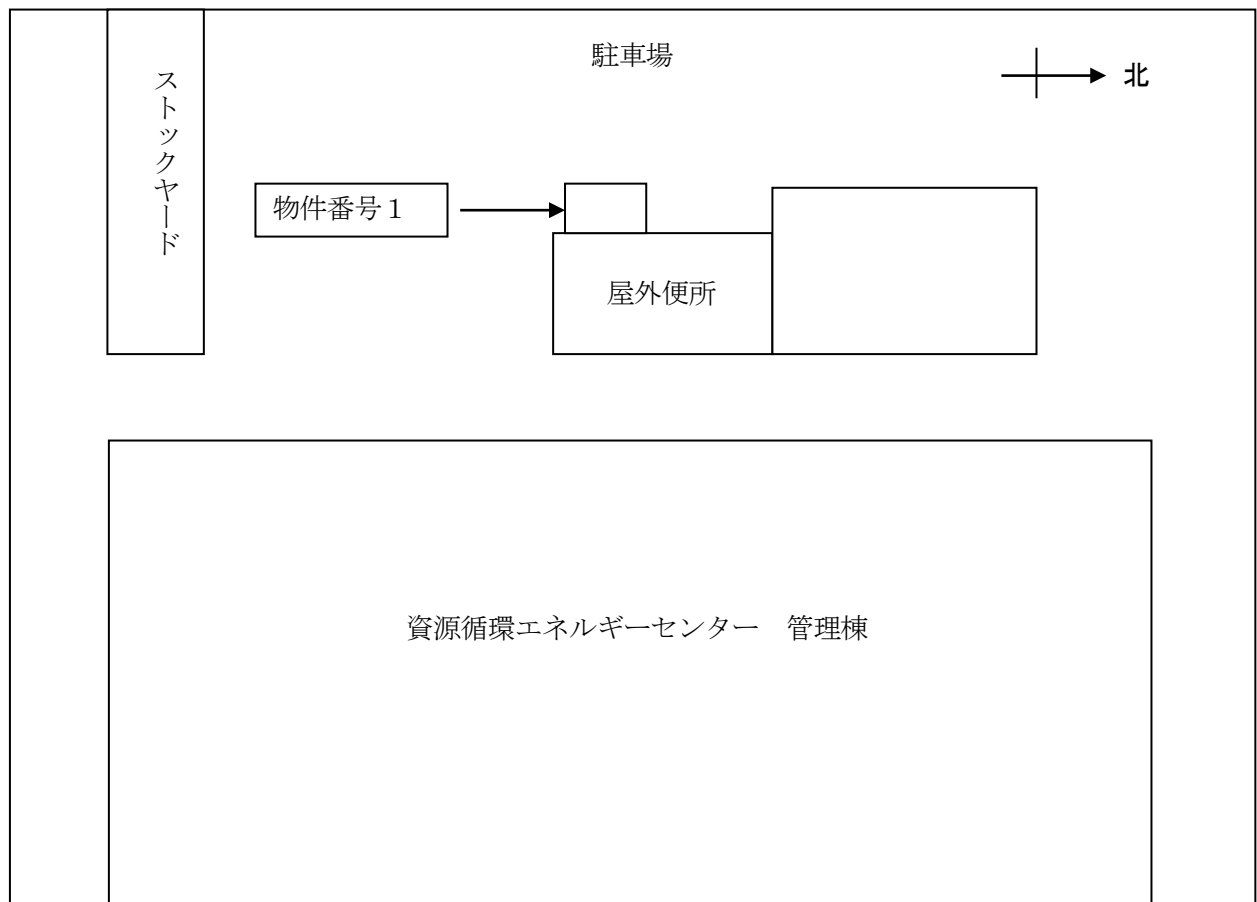 駐車場
北
ストックヤード
物件番号１
屋外便所
資源循環エネルギーセンター　管理棟